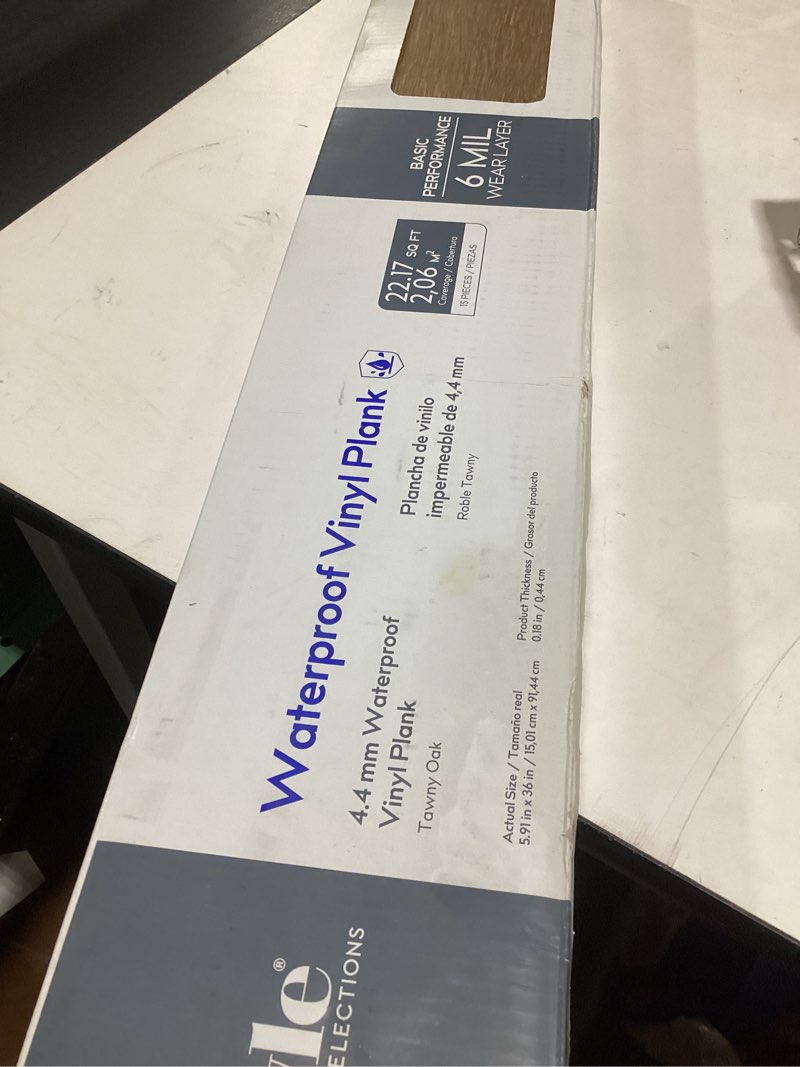 yle®
ELECTIONS
Waterproof Vinyl Plank
4.4 mm Waterproof
Vinyl Plank
Tawny Oak
Plancha de vinilo
impermeable de 4,4 mm
Roble Tawny
Actual Size / Tamaño real
5.91 in x 36 in / 15,01 cm x 91,44 cm
Product Thickness / Grosor del producto
0.18 in / 0,44 cm
22.17 SQ FT
2,06 M²
Coverage / Cobertura
15 PIECES / PIEZAS
BASIC
PERFORMANCE
6 MIL
WEAR LAYER